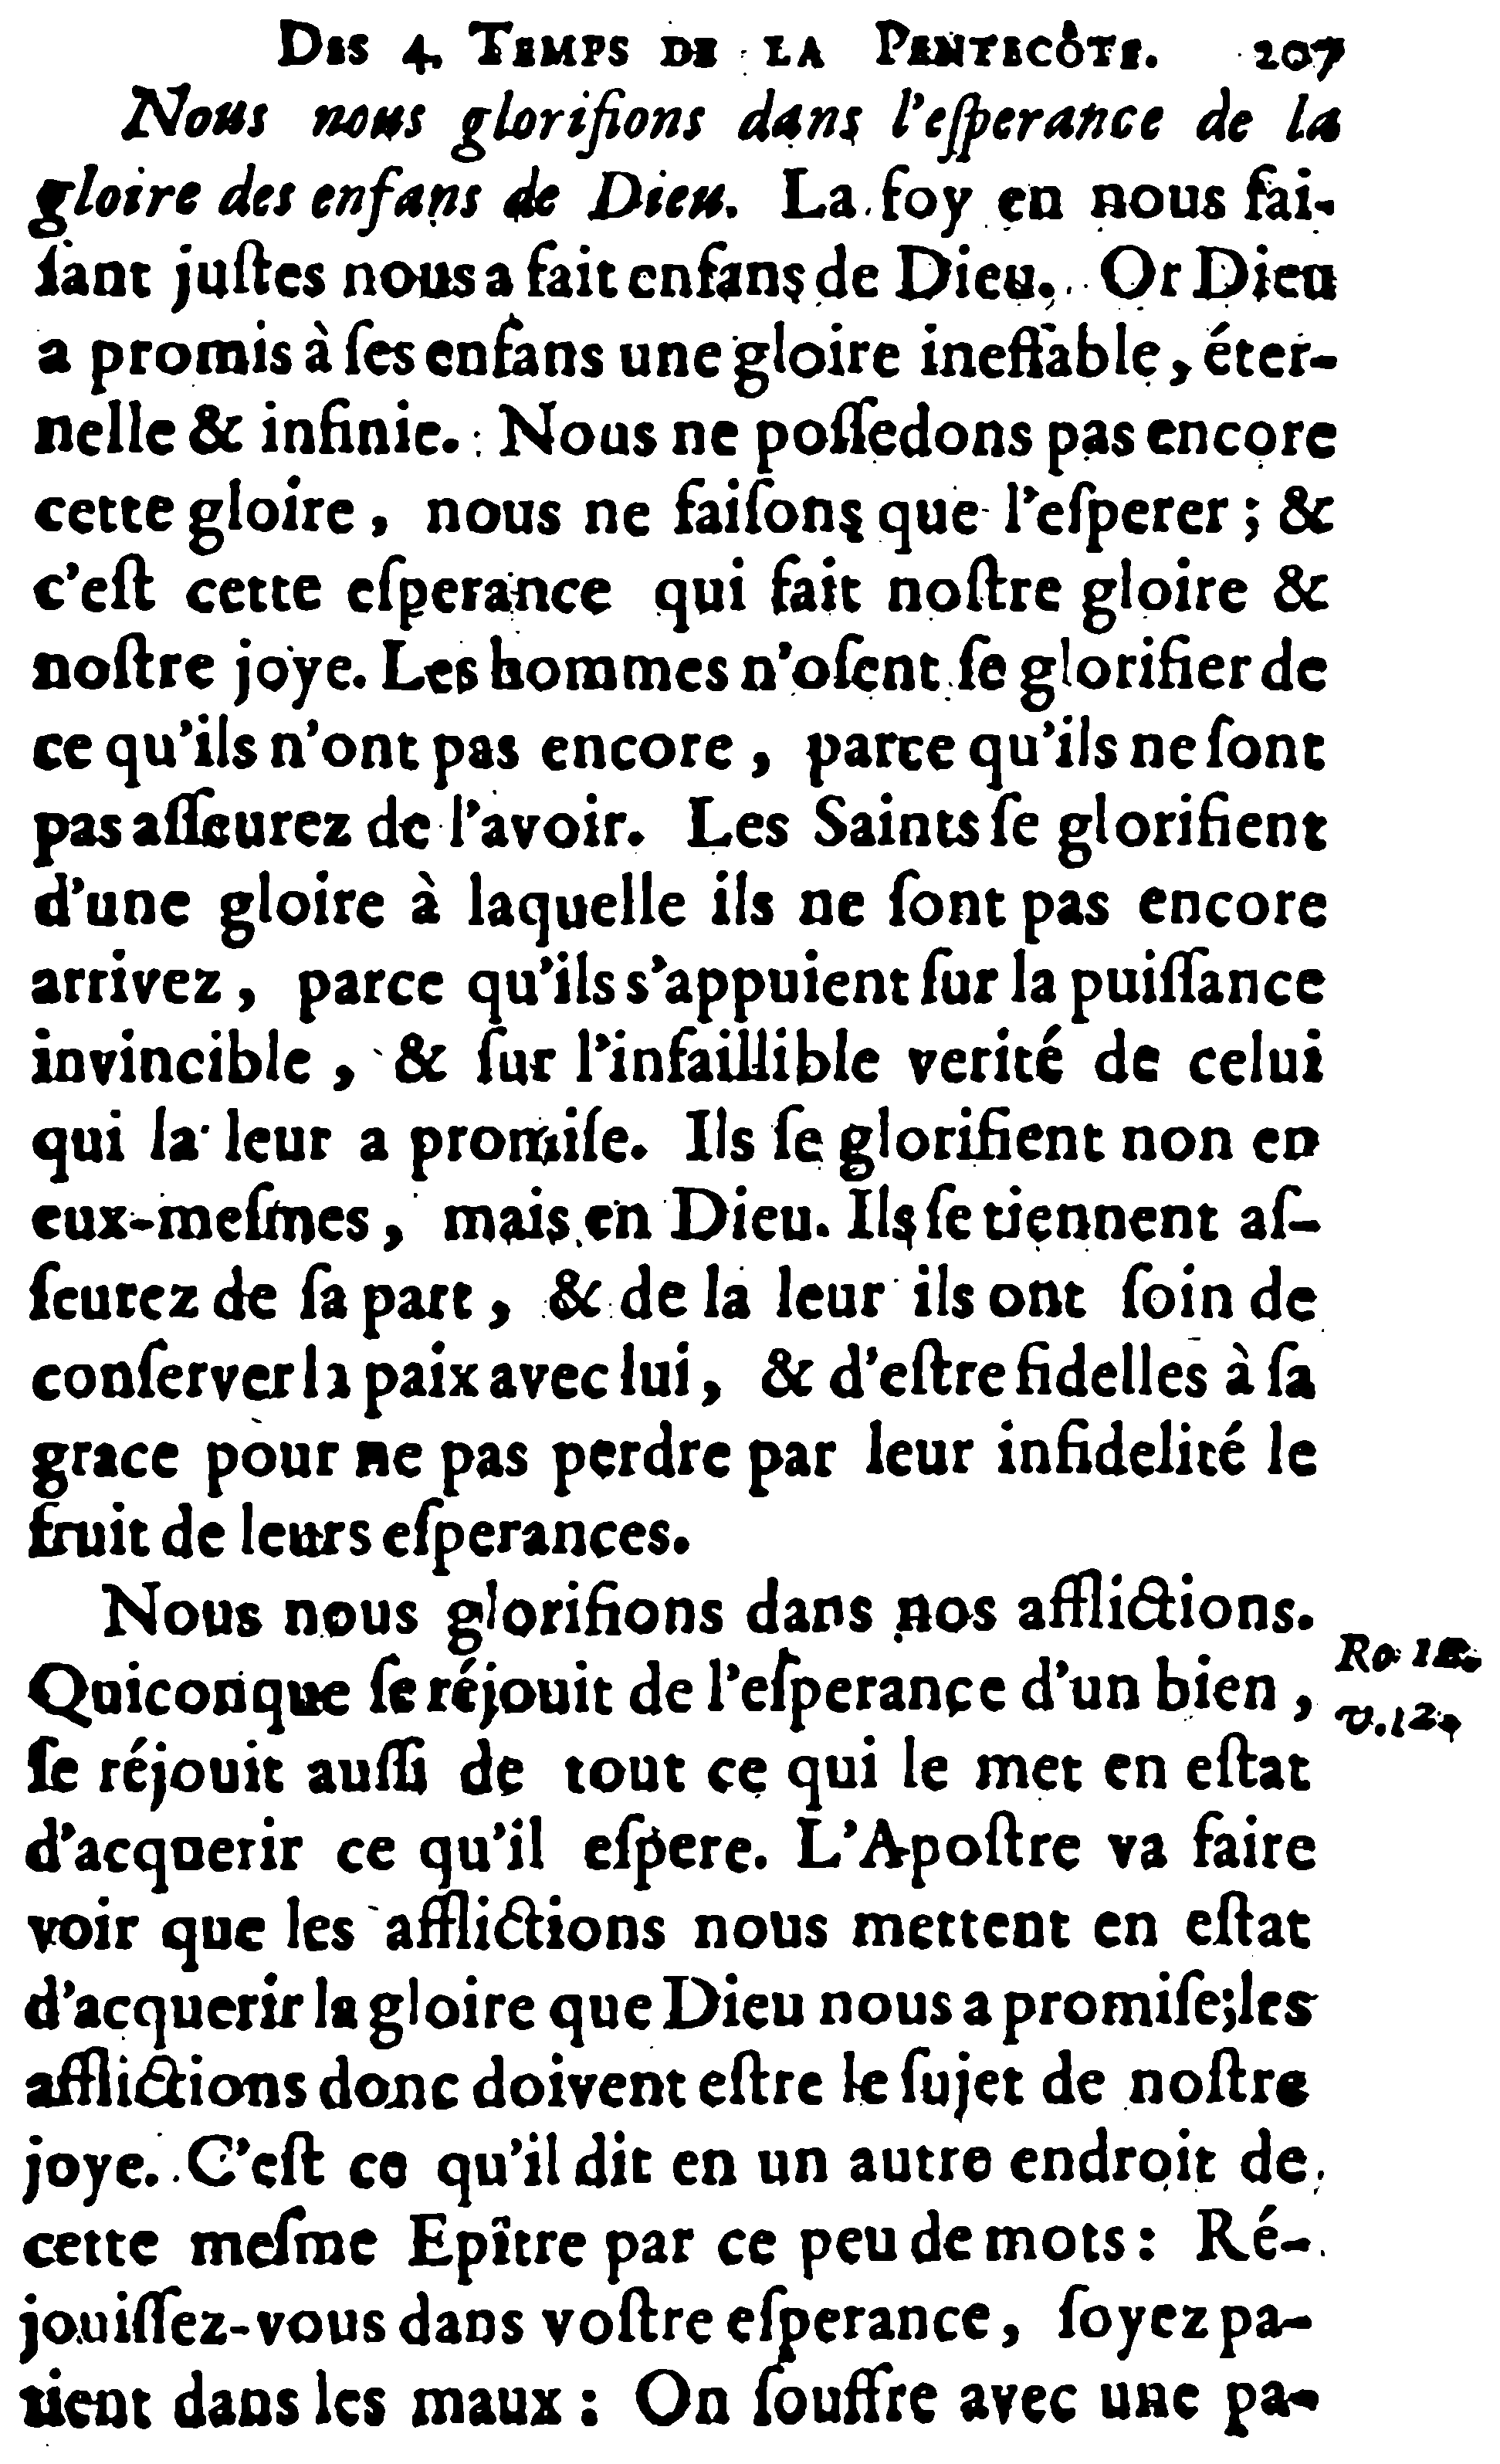 DES 4. TEMPS DE LA PENTECÔTE. 207
Nous nous glorifions dans l'eſperance de la
gloire des enfans de Dieu. La foy en nous fai-
ſant juſtes nous a fait enfans de Dieu. Or Dieu
a promis à ſes enfans une gloire ineffable, éter-
nelle & infinie. Nous ne poſſedons pas encore
cette gloire, nous ne faiſons que l'eſperer; &
c'eſt cette eſperance qui fait noſtre gloire &
noſtre joye. Les hommes n'oſent ſe glorifier de
ce qu'ils n'ont pas encore, parce qu'ils ne ſont
pas aſſeurez de l'avoir. Les Saints ſe glorifient
d'une gloire à laquelle ils ne ſont pas encore
arrivez, parce qu'ils s'appuient ſur la puiſſance
invincible, & ſur l'infaillible verité de celui
qui la leur a promiſe. Ils ſe glorifient non en
eux-meſmes, mais en Dieu. Ils ſe tiennent aſ-
ſeurez de ſa part, & de la leur ils ont ſoin de
conſerver la paix avec lui, & d'eſtre fidelles à ſa
grace pour ne pas perdre par leur infidelité le
fruit de leurs eſperances.
Nous nous glorifions dans nos afflictions.
Quiconque ſe réjouit de l'eſperance d'un bien,
Ro.
v.12.
ſe réjouit auſſi de tout ce qui le met en eſtat
d'acquerir ce qu'il eſpere. L'Apoſtre va faire
voir que les afflictions nous mettent en eſtat
d'acquerir la gloire que Dieu nous a promiſe; les
afflictions donc doivent eſtre le ſujet de noſtre
joye. C'eſt ce qu'il dit en un autre endroit de
cette meſme Epître par ce peu de mots: Ré-
jouiſſez-vous dans voſtre eſperance, ſoyez pa-
tient dans les maux: On ſouffre avec une pa-